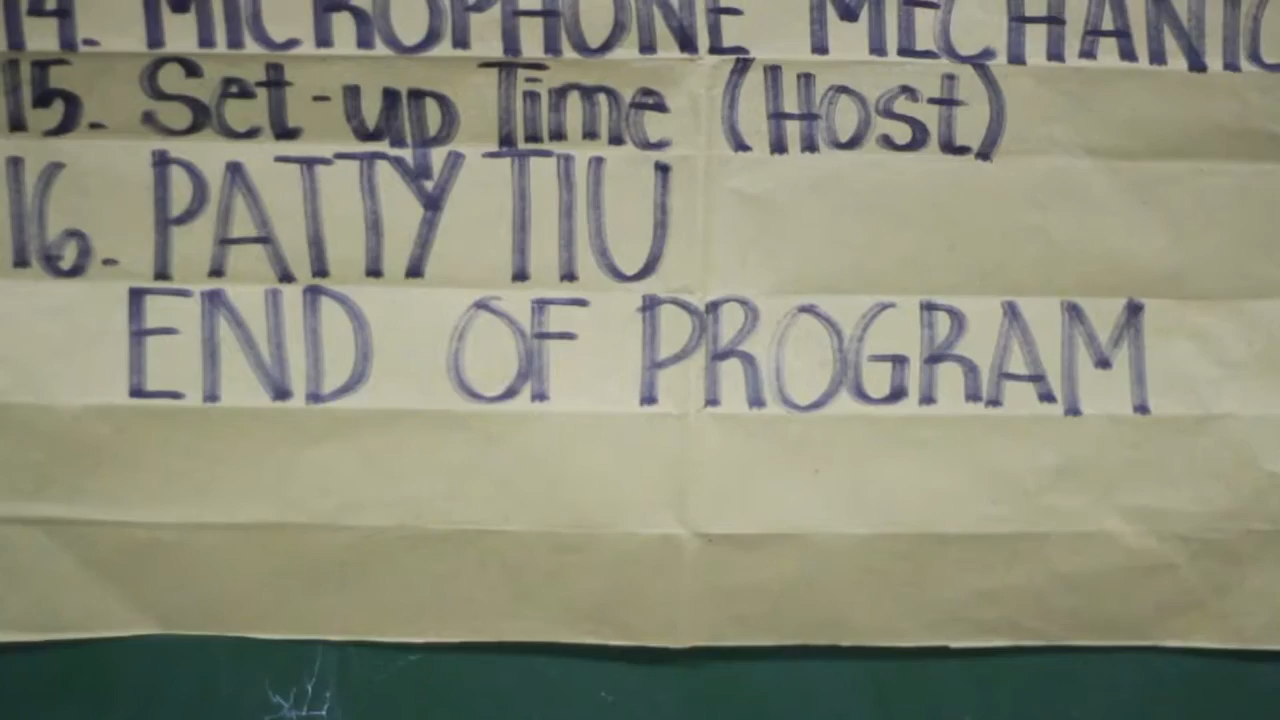 14. MICROPHONE MECHANIC
15. Set-up Time (Host)
16. PATTY TIU
END OF PROGRAM